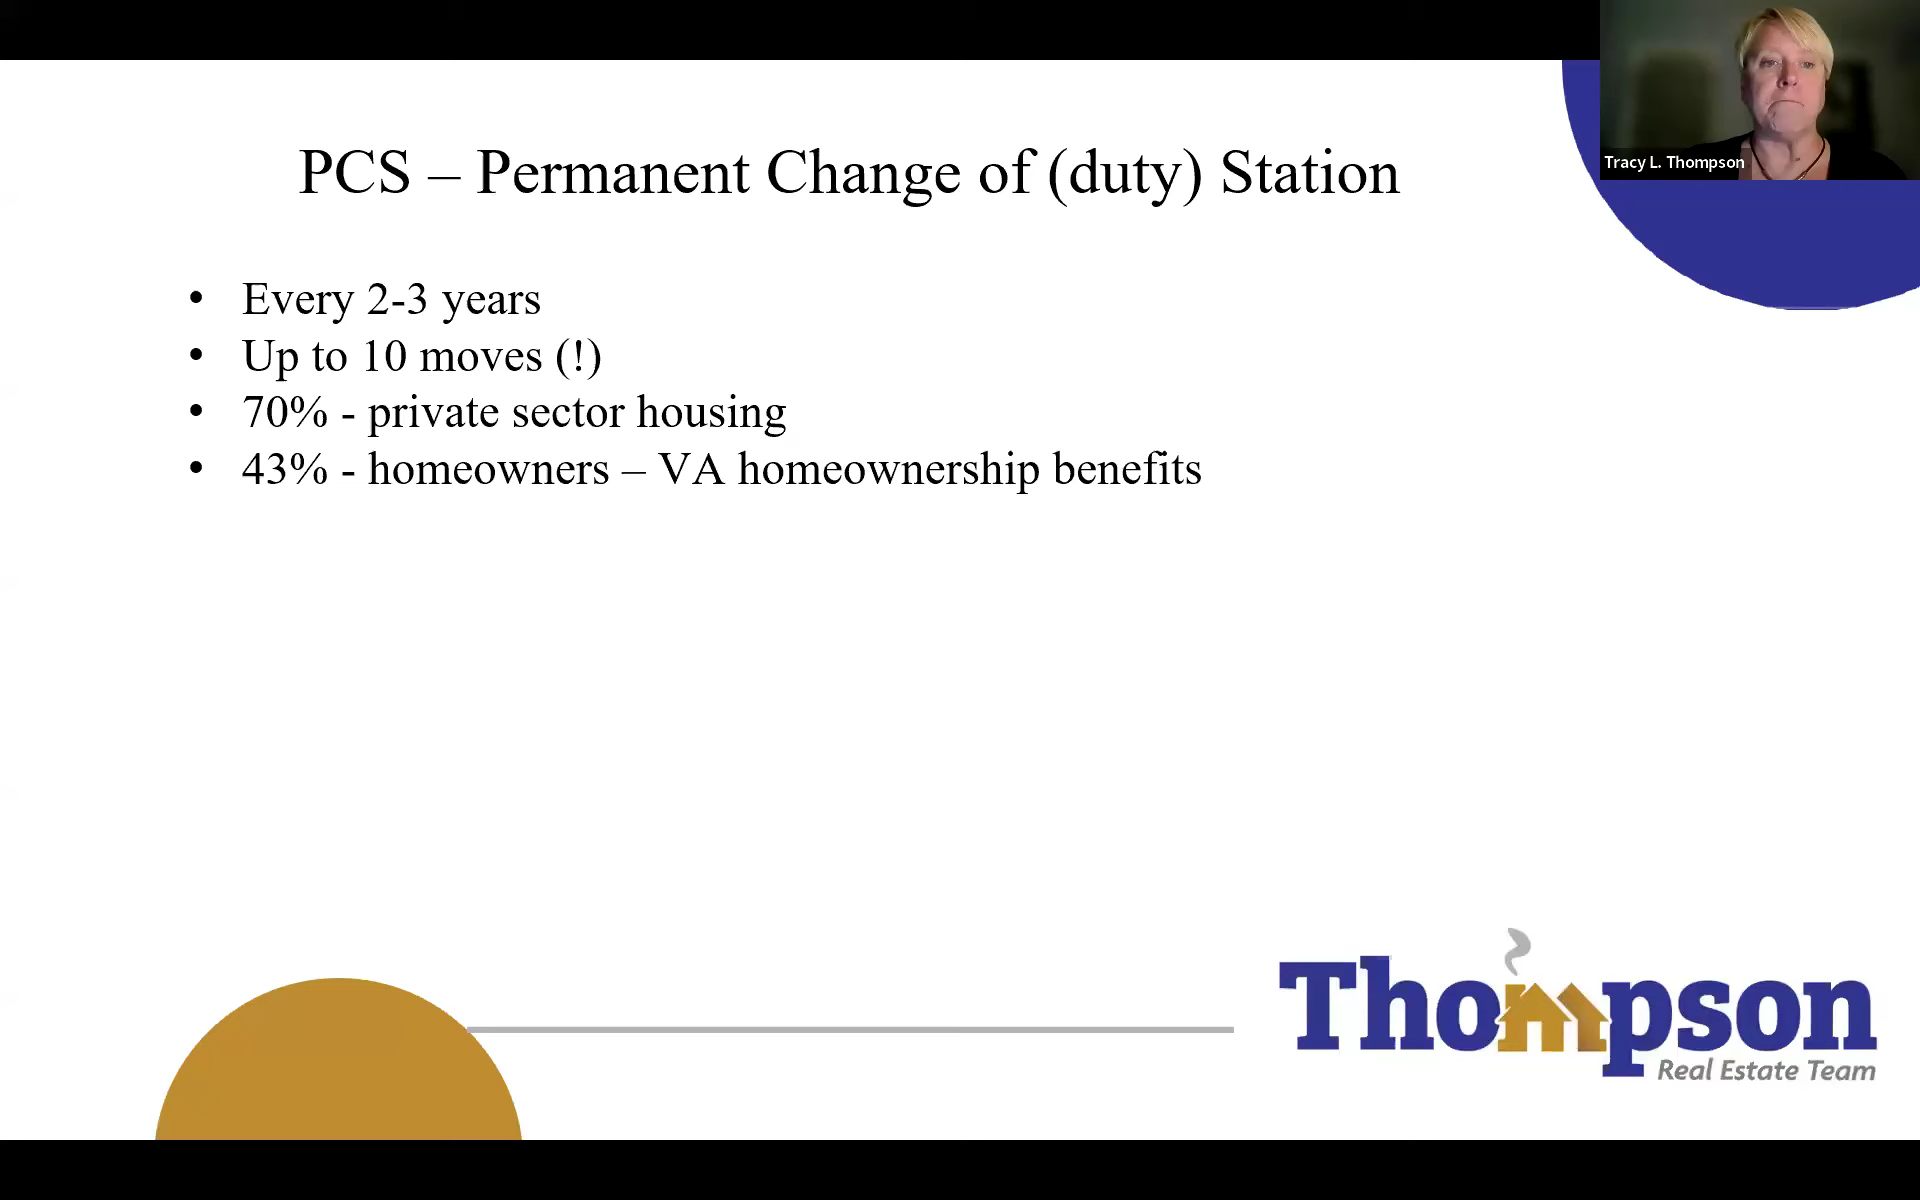 Tracy L. Thompson
PCS – Permanent Change of (duty) Station
• Every 2-3 years
• Up to 10 moves (!)
• 70% - private sector housing
• 43% - homeowners – VA homeownership benefits
Thompson
Real Estate Team